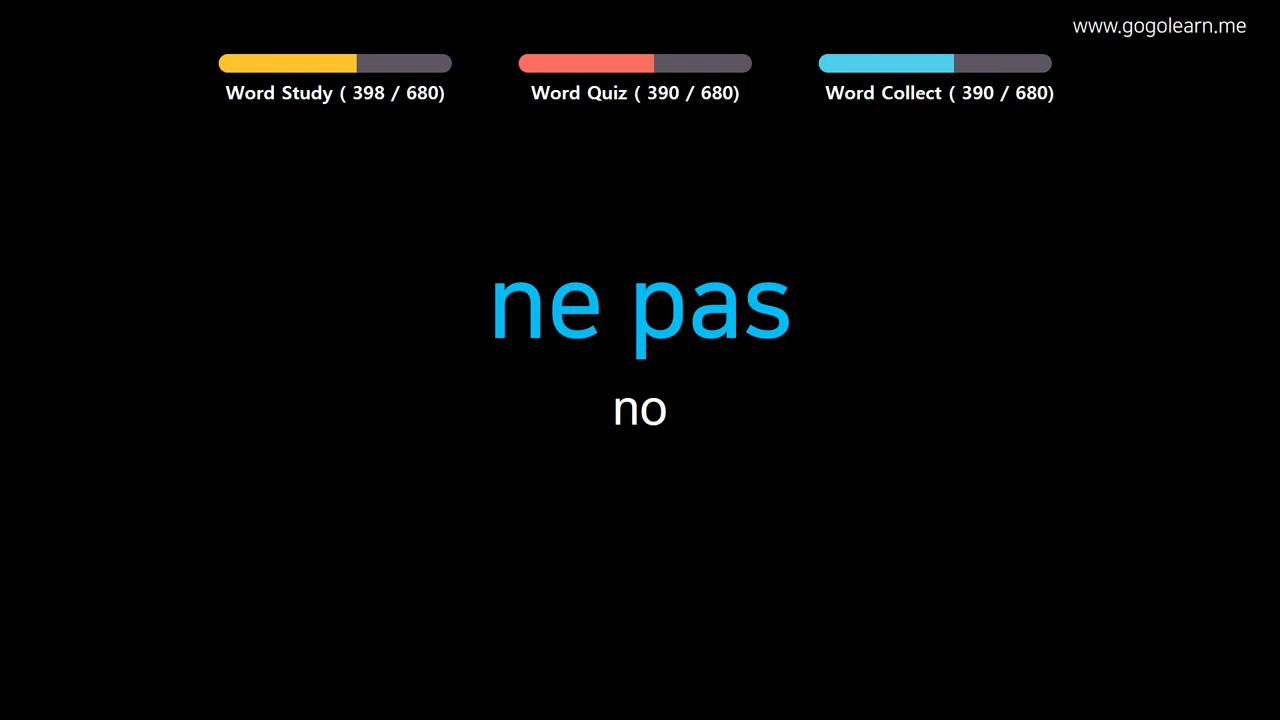 www.gogolearn.me
Word Study ( 398 / 680)
Word Quiz ( 390 / 680)
Word Collect ( 390 / 680)
ne pas
no